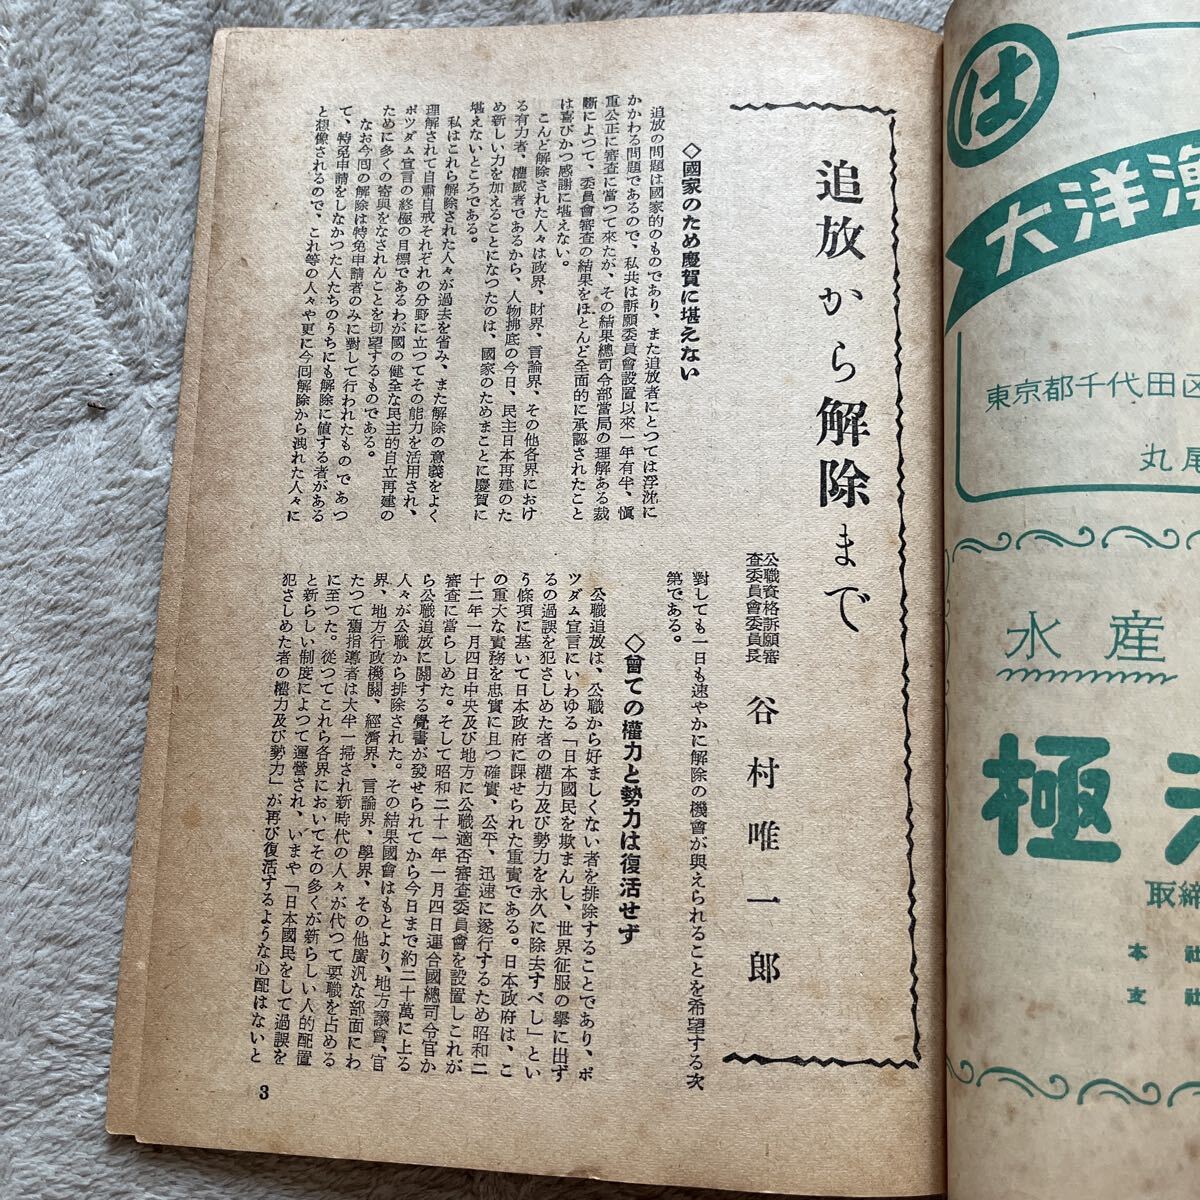 追放から解除まで
公職資格訴願審
査委員會委員長
谷村唯一郎
◇國家のため慶賀に堪えない
追放の問題は國家的のものであり、また追放者にとつては浮沈に
かかわる問題であるので、私共は訴願委員會設置以來一年有半、愼
重公正に審査に當つて來たが、その結果總司令部當局の理解ある裁
斷によつて、委員會審査の結果をほとんど全面的に承認されたこと
は喜びかつ感謝に堪えない。
こんど解除された人々は政界、財界、言論界、その他各界におけ
る有力者、權威者であるから、人物拂底の今日、民主日本再建のた
め新しい力を加えることになつたのは、國家のためまことに慶賀に
堪えないところである。
私はこれら解除された人々が過去を省み、また解除の意義をよく
理解されて自肅自戒それぞれの分野に立つてその能力を活用され、
ポツダム宣言の終極の目標であるわが國の健全な民主的自立再建の
ために多くの寄與をなされんことを切望するものである。
なお今囘の解除は特免申請者のみに對して行われたものであつ
て、特免申請をしなかつた人たちのうちにも解除に値する者がある
と想像されるので、これ等の人々や更に今囘解除から洩れた人々に
對しても一日も速やかに解除の機會が與えられることを希望する次
第である。
◇曾ての權力と勢力は復活せず
公職追放は、公職から好ましくない者を排除することであり、ポ
ツダム宣言にいわゆる「日本國民を欺まんし、世界征服の擧に出ず
るの過誤を犯さしめた者の權力及び勢力を永久に除去すべし」とい
う條項に基いて日本政府に課せられた重責である。日本政府は、こ
の重大な責務を忠實に且つ確實、公平、迅速に遂行するため昭和二
十二年一月四日中央及び地方に公職適否審査委員會を設置しこれが
審査に當らしめた。そして昭和二十一年一月四日連合國總司令官か
ら公職追放に關する覺書が發せられてから今日まで約二十萬に上る
人々が公職から排除された。その結果國會はもとより、地方議會、官
界、地方行政機關、經濟界、言論界、學界、その他廣汎な部面にわ
たつて舊指導者は大半一掃され新時代の人々が代つて要職を占める
に至つた。從つてこれら各界においてその多くが新らしい人的配置
と新らしい制度によつて運營され、いまや「日本國民をして過誤を
犯さしめた者の權力及び勢力」が再び復活するような心配はないと
3
は
大洋漁
東京都千代田区
丸尾
水産
極洋
取締
本社
支社